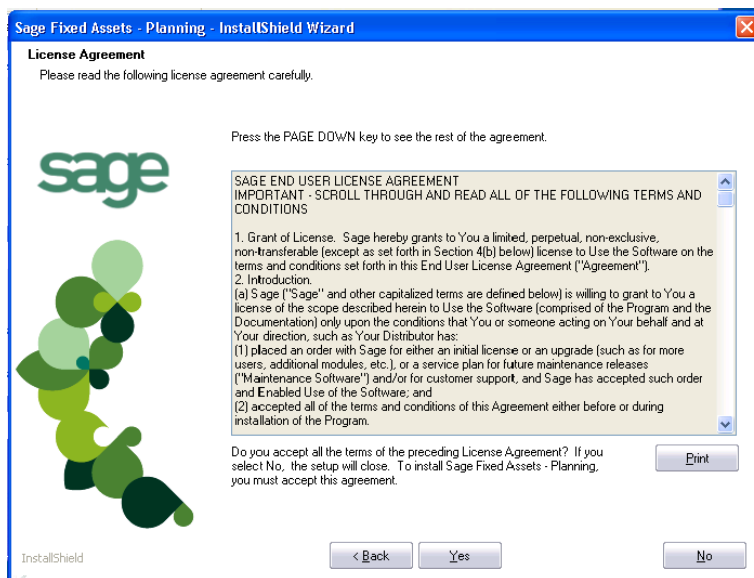 Sage Fixed Assets - Planning - InstallShield Wizard
License Agreement
Please read the following license agreement carefully.
Press the PAGE DOWN key to see the rest of the agreement.
sage
SAGE END USER LICENSE AGREEMENT
IMPORTANT - SCROLL THROUGH AND READ ALL OF THE FOLLOWING TERMS AND
CONDITIONS
1. Grant of License.  Sage hereby grants to You a limited, perpetual, non-exclusive,
non-transferable (except as set forth in Section 4(b) below) license to Use the Software on the
terms and conditions set forth in this End User License Agreement ("Agreement").
2. Introduction.
(a) Sage ("Sage" and other capitalized terms are defined below) is willing to grant to You a
license of the scope described herein to Use the Software (comprised of the Program and the
Documentation) only upon the conditions that You or someone acting on Your behalf and at
Your direction, such as Your Distributor has:
(1) placed an order with Sage for either an initial license or an upgrade (such as for more
users, additional modules, etc.), or a service plan for future maintenance releases
("Maintenance Software") and/or for customer support, and Sage has accepted such order
and Enabled Use of the Software; and
(2) accepted all of the terms and conditions of this Agreement either before or during
installation of the Program.
Do you accept all the terms of the preceding License Agreement?  If you
select No,  the setup will close.  To install Sage Fixed Assets - Planning,
you must accept this agreement.
Print
InstallShield
< Back
Yes
No